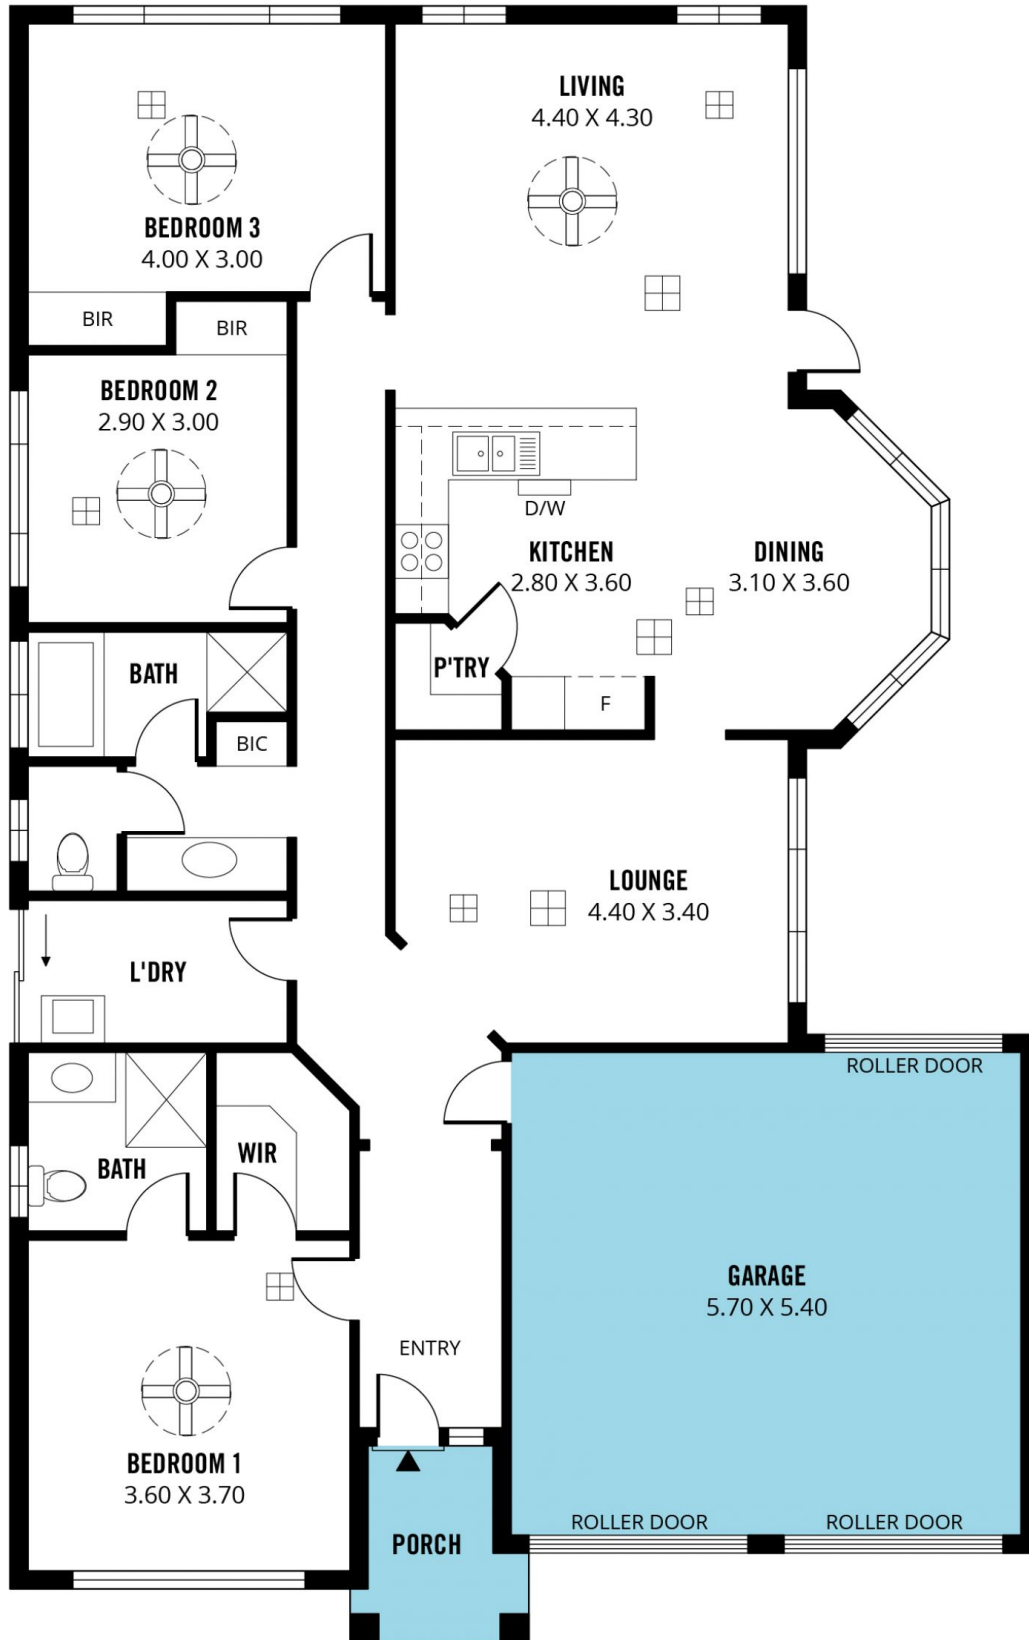 LIVING
4.40 X 4.30
BEDROOM 3
4.00 X 3.00
BIR
BIR
BEDROOM 2
2.90 X 3.00
D/W
KITCHEN
2.80 X 3.60
DINING
3.10 X 3.60
BATH
P'TRY
F
BIC
LOUNGE
4.40 X 3.40
L'DRY
ROLLER DOOR
BATH
WIR
GARAGE
5.70 X 5.40
ENTRY
BEDROOM 1
3.60 X 3.70
ROLLER DOOR
ROLLER DOOR
PORCH